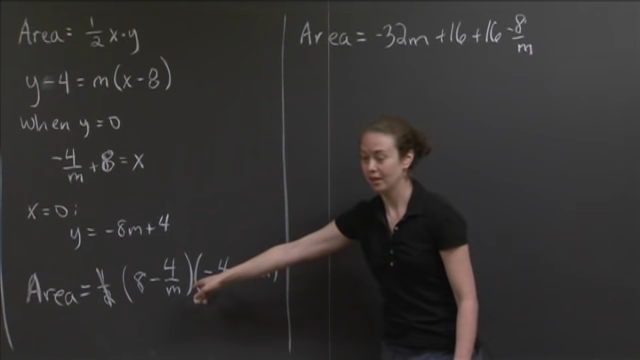 Area = 1/2 x·y
y-4 = m(x-8)
when y=0
-4/m + 8 = x
x=0:
y = -8m+4
Area = 1/2 (8 - 4/m)(-4
Area = -32m +16 +16 -8/m